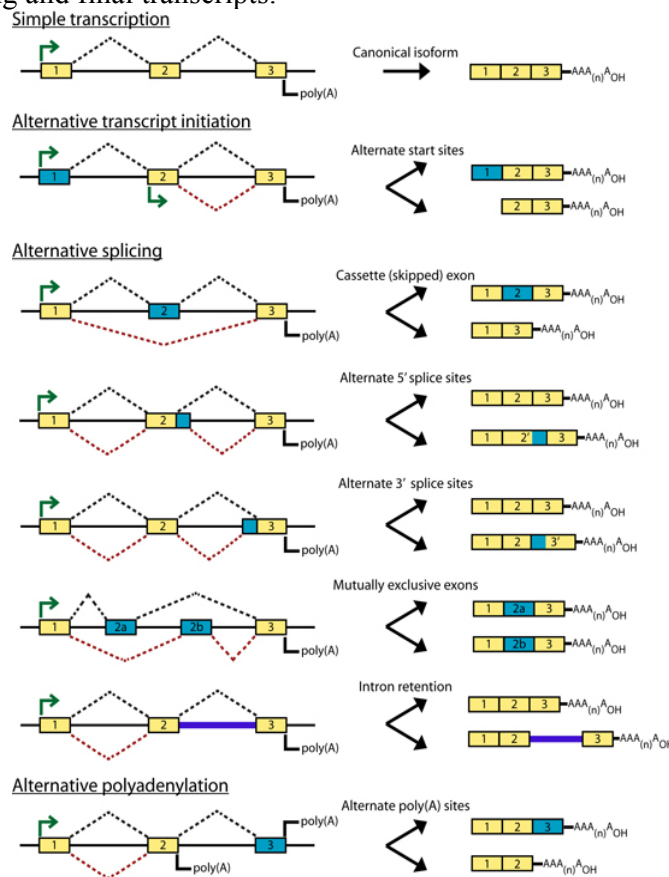 g and final transcripts.
Simple transcription
Canonical isoform
1 2 3 poly(A)
1 2 3 AAA(n)AOH
Alternative transcript initiation
Alternate start sites
1 2 3 poly(A)
1 2 3 AAA(n)AOH
2 3 AAA(n)AOH
Alternative splicing
Cassette (skipped) exon
1 2 3 poly(A)
1 2 3 AAA(n)AOH
1 3 AAA(n)AOH
Alternate 5' splice sites
1 2 3 poly(A)
1 2 3 AAA(n)AOH
1 2' 3 AAA(n)AOH
Alternate 3' splice sites
1 2 3 poly(A)
1 2 3 AAA(n)AOH
1 2 3' AAA(n)AOH
Mutually exclusive exons
1 2a 2b 3 poly(A)
1 2a 3 AAA(n)AOH
1 2b 3 AAA(n)AOH
Intron retention
1 2 3 poly(A)
1 2 3 AAA(n)AOH
1 2 3 AAA(n)AOH
Alternative polyadenylation
Alternate poly(A) sites
poly(A)
1 2 3
poly(A)
1 2 3 AAA(n)AOH
1 2 AAA(n)AOH